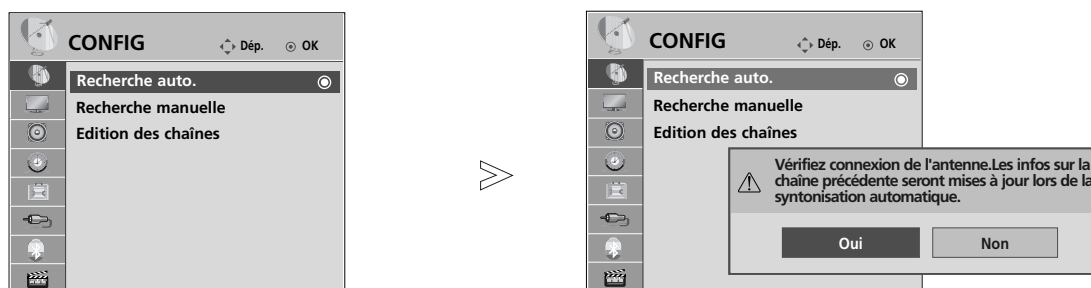 CONFIG
Dép.
OK
Recherche auto.
Recherche manuelle
Edition des chaînes
CONFIG
Dép.
OK
Recherche auto.
Recherche manuelle
Edition des chaînes
Vérifiez connexion de l'antenne.Les infos sur la
chaîne précédente seront mises à jour lors de la
syntonisation automatique.
Oui
Non